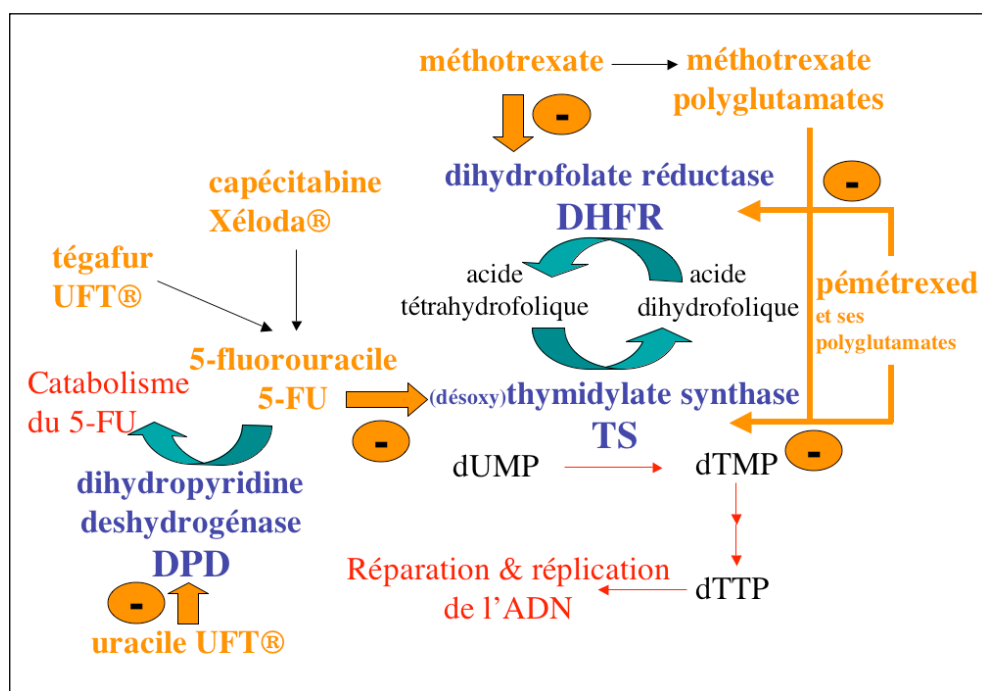 méthotrexate
méthotrexate
polyglutamates
-
-
dihydrofolate réductase
DHFR
capécitabine
Xéloda®
tégafur
UFT®
acide
tétrahydrofolique
acide
dihydrofolique
pémétrexed
et ses
polyglutamates
5-fluorouracile
5-FU
Catabolisme
du 5-FU
(désoxy)thymidylate synthase
TS
-
-
dUMP
dTMP
dihydropyridine
deshydrogénase
DPD
-
uracile UFT®
Réparation & réplication
de l'ADN
dTTP